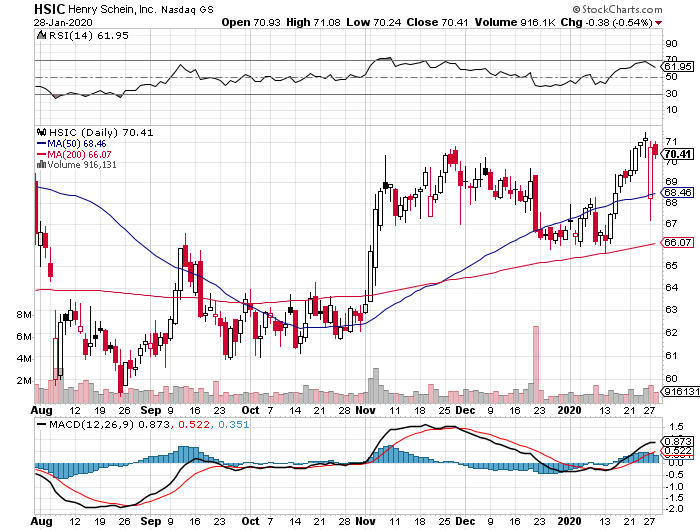 HSIC Henry Schein, Inc. Nasdaq GS © StockCharts.com
28-Jan-2020 Open 70.93 High 71.08 Low 70.24 Close 70.41 Volume 916.1K Chg -0.38 (-0.54%)
RSI(14) 61.95
90
70
61.95
50
30
10
HSIC (Daily) 70.41
MA(50) 68.46
MA(200) 66.07
Volume 916,131
71
70.41
70
69
68.46
68
67
66.07
65
64
63
62
61
60
8M
6M
4M
2M
916131
Aug 12 19 26 Sep 9 16 23 Oct 7 14 21 28 Nov 11 18 25 Dec 9 16 23 2020 13 21 27
MACD(12,26,9) 0.873, 0.522, 0.351
1.5
0.873
0.522
0.0
-0.5
-1.0
-1.5
-2.0
Aug 12 19 26 Sep 9 16 23 Oct 7 14 21 28 Nov 11 18 25 Dec 9 16 23 2020 13 21 27